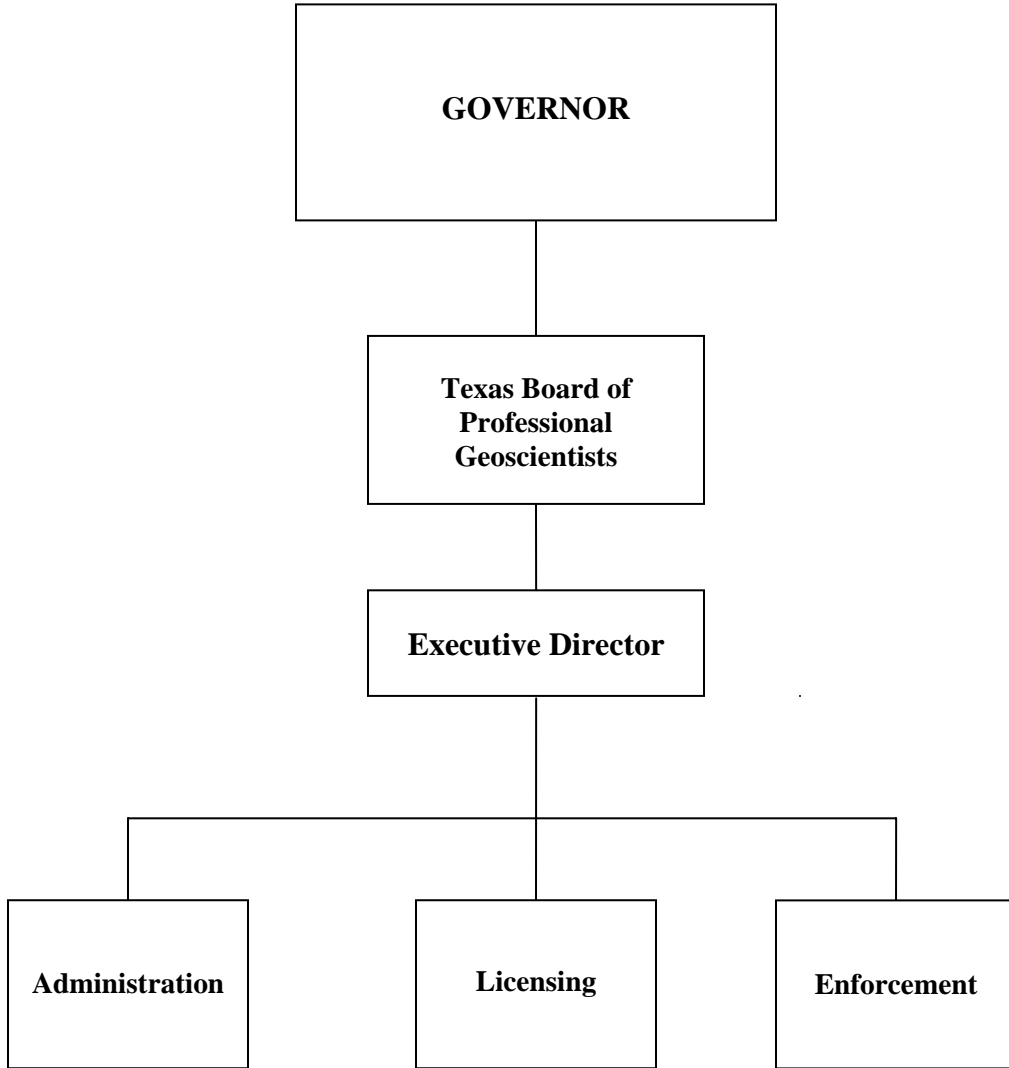 GOVERNOR
Texas Board of
Professional
Geoscientists
Executive Director
Administration
Licensing
Enforcement